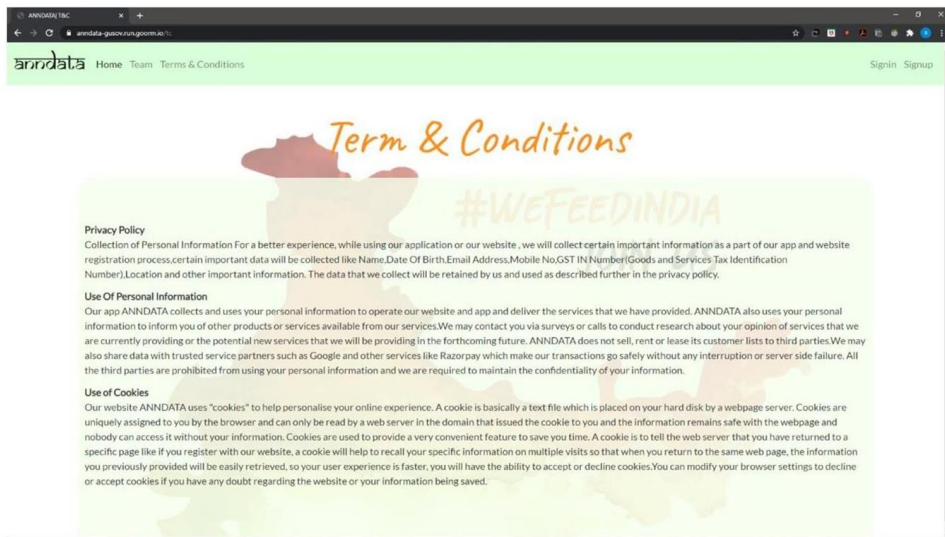 ANNDATA| T&C
anndata-gusov.run.goorm.io/tc
anndata Home Team Terms & Conditions Signin Signup
Term & Conditions
#WEFEEDINDIA
JOIN US
Privacy Policy
Collection of Personal Information For a better experience, while using our application or our website , we will collect certain important information as a part of our app and website
registration process,certain important data will be collected like Name,Date Of Birth,Email Address,Mobile No,GST IN Number(Goods and Services Tax Identification
Number),Location and other important information. The data that we collect will be retained by us and used as described further in the privacy policy.
Use Of Personal Information
Our app ANNDATA collects and uses your personal information to operate our website and app and deliver the services that we have provided. ANNDATA also uses your personal
information to inform you of other products or services available from our services.We may contact you via surveys or calls to conduct research about your opinion of services that we
are currently providing or the potential new services that we will be providing in the forthcoming future. ANNDATA does not sell, rent or lease its customer lists to third parties.We may
also share data with trusted service partners such as Google and other services like Razorpay which make our transactions go safely without any interruption or server side failure. All
the third parties are prohibited from using your personal information and we are required to maintain the confidentiality of your information.
Use of Cookies
Our website ANNDATA uses "cookies" to help personalise your online experience. A cookie is basically a text file which is placed on your hard disk by a webpage server. Cookies are
uniquely assigned to you by the browser and can only be read by a web server in the domain that issued the cookie to you and the information remains safe with the webpage and
nobody can access it without your information. Cookies are used to provide a very convenient feature to save you time. A cookie is to tell the web server that you have returned to a
specific page like if you register with our website, a cookie will help to recall your specific information on multiple visits so that when you return to the same web page, the information
you previously provided will be easily retrieved, so your user experience is faster, you will have the ability to accept or decline cookies.You can modify your browser settings to decline
or accept cookies if you have any doubt regarding the website or your information being saved.